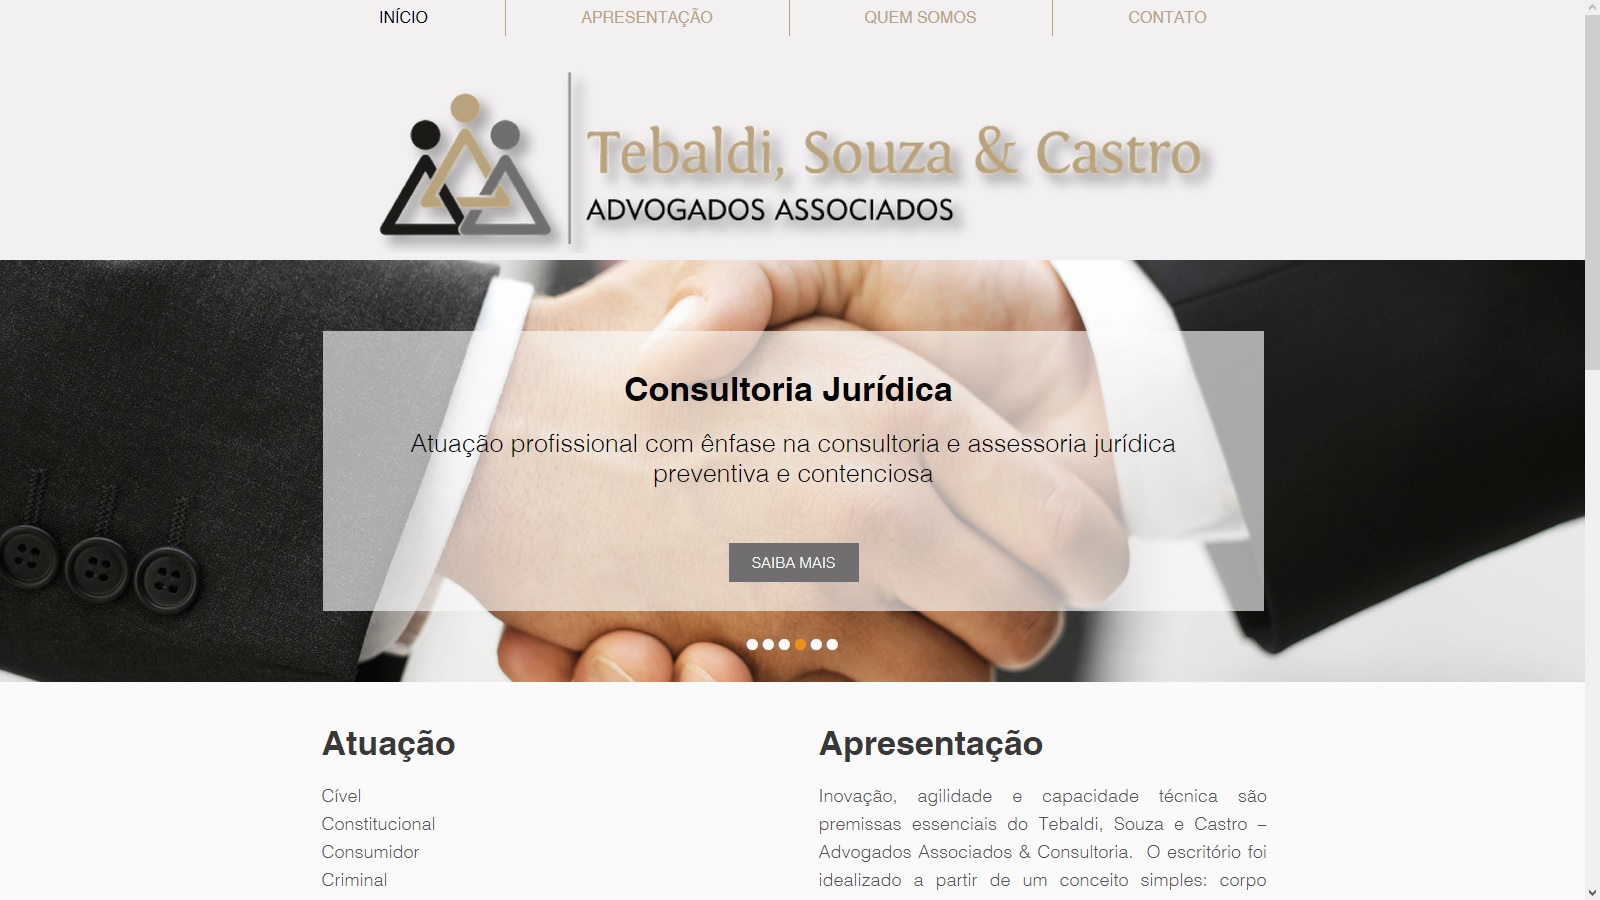 INÍCIO
APRESENTAÇÃO
QUEM SOMOS
CONTATO
Tebaldi, Souza & Castro
ADVOGADOS ASSOCIADOS
Consultoria Jurídica
Atuação profissional com ênfase na consultoria e assessoria jurídica
preventiva e contenciosa
SAIBA MAIS
Atuação
Cível
Constitucional
Consumidor
Criminal
Apresentação
Inovação, agilidade e capacidade técnica são
premissas essenciais do Tebaldi, Souza e Castro –
Advogados Associados & Consultoria. O escritório foi
idealizado a partir de um conceito simples: corpo